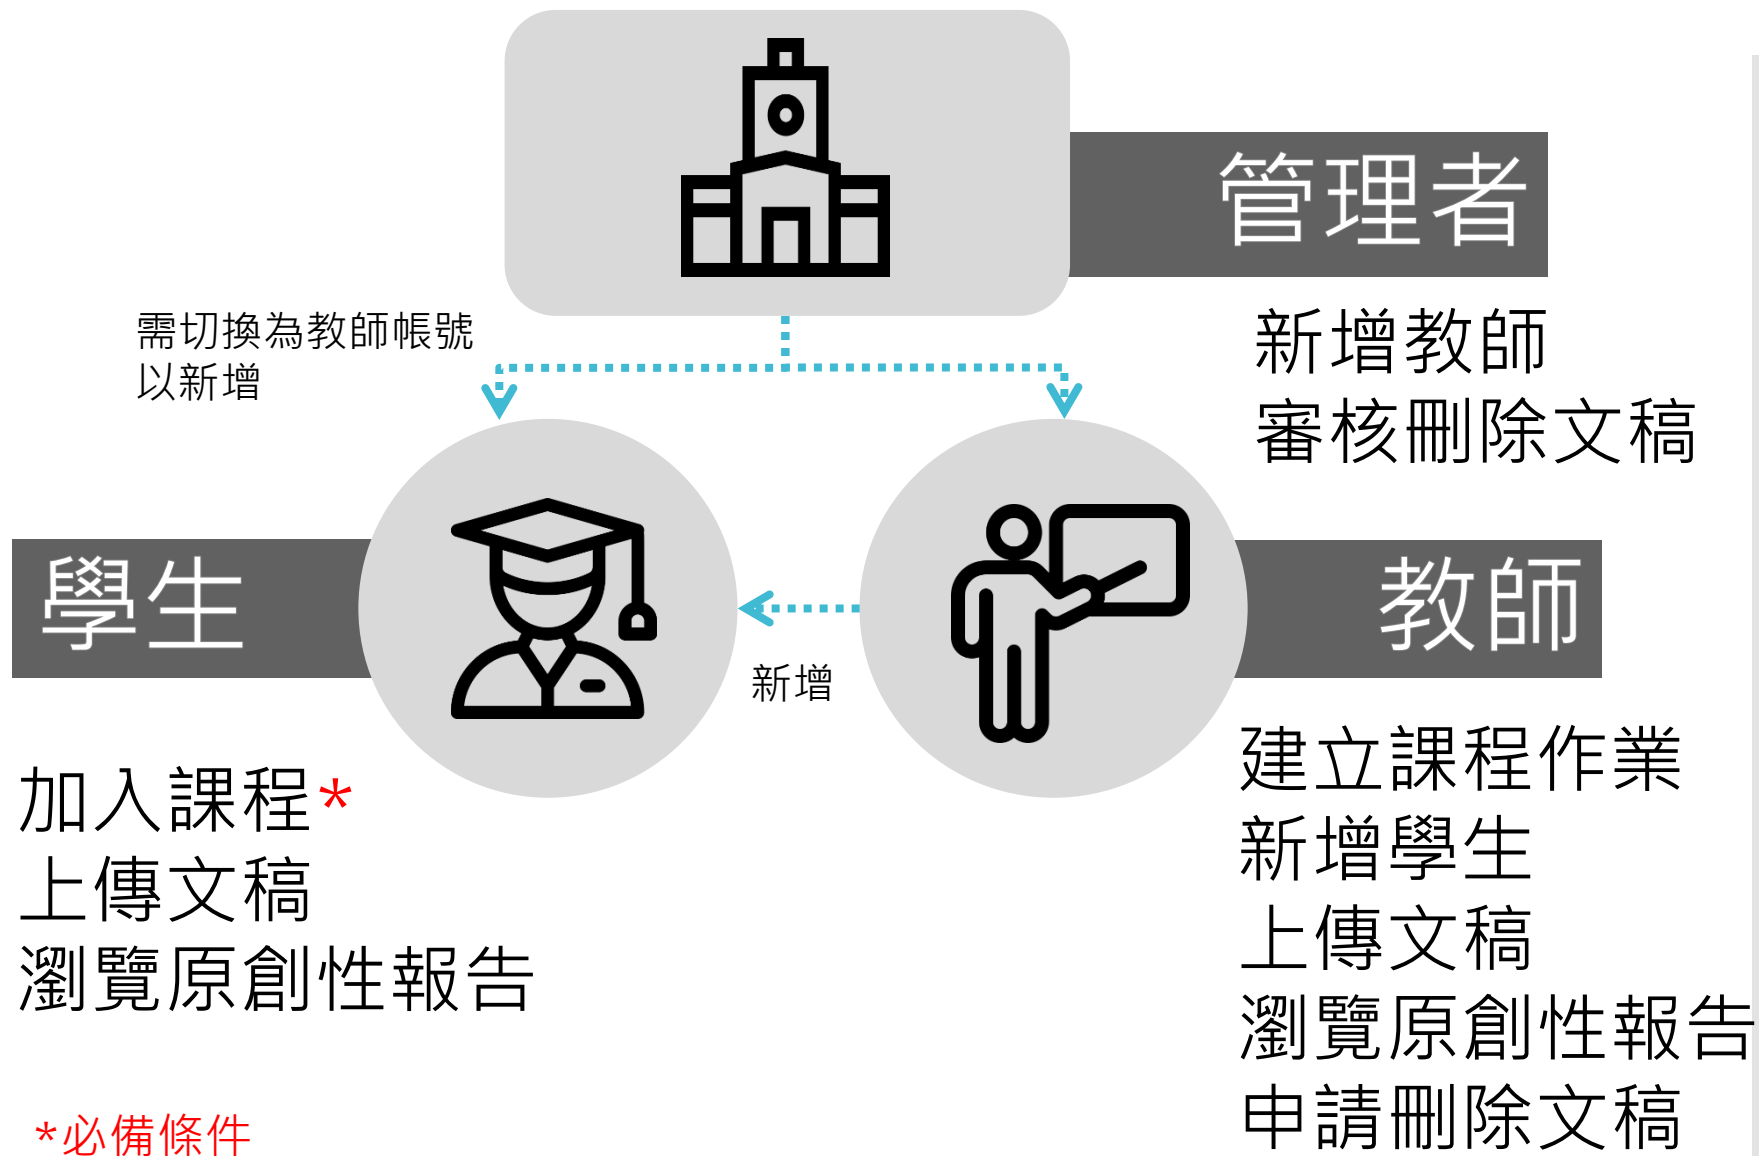 管理者
新增教師
審核刪除文稿
需切換為教師帳號
以新增
學生
教師
新增
加入課程*
上傳文稿
瀏覽原創性報告
*必備條件
建立課程作業
新增學生
上傳文稿
瀏覽原創性報告
申請刪除文稿